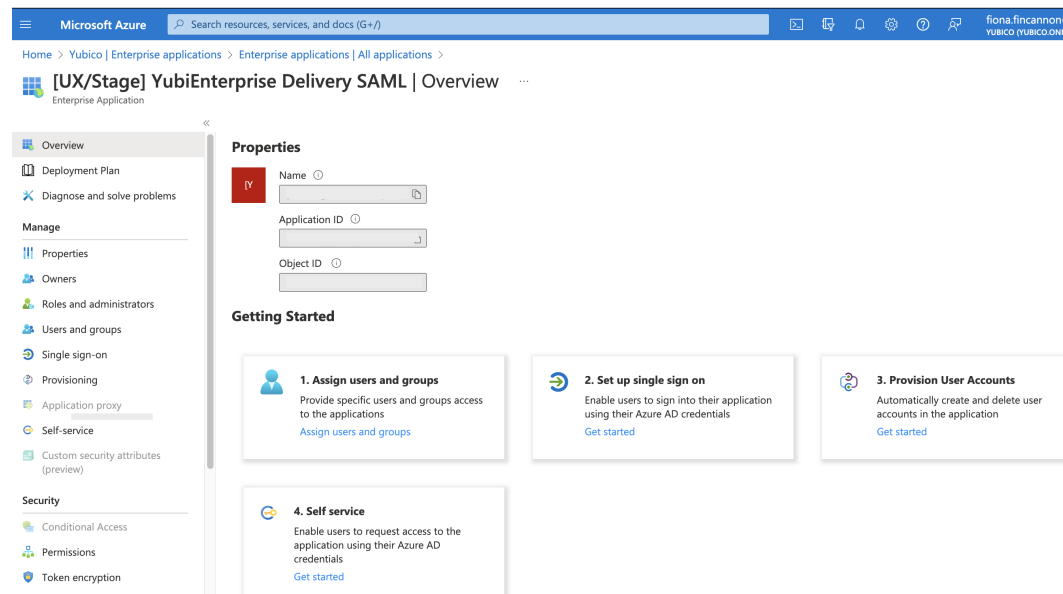 Microsoft Azure
Search resources, services, and docs (G+/)
fiona.fincannon
YUBICO (YUBICO.ON
Home > Yubico | Enterprise applications > Enterprise applications | All applications >
[UX/Stage] YubiEnterprise Delivery SAML | Overview ...
Enterprise Application
«
Overview
Deployment Plan
Diagnose and solve problems
Manage
Properties
Owners
Roles and administrators
Users and groups
Single sign-on
Provisioning
Application proxy
Self-service
Custom security attributes
(preview)
Security
Conditional Access
Permissions
Token encryption
Properties
[Y
Name
Application ID
Object ID
Getting Started
1. Assign users and groups
Provide specific users and groups access
to the applications
Assign users and groups
2. Set up single sign on
Enable users to sign into their application
using their Azure AD credentials
Get started
3. Provision User Accounts
Automatically create and delete user
accounts in the application
Get started
4. Self service
Enable users to request access to the
application using their Azure AD
credentials
Get started